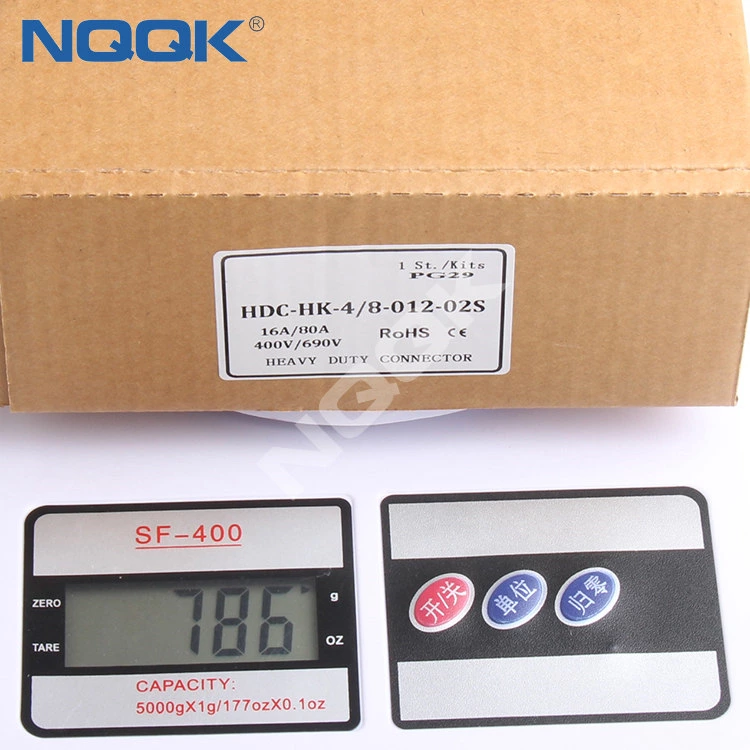 NQQK®
1 St./Kits
PG29
HDC-HK-4/8-012-02S
16A/80A
400V/690V
RoHS CE
HEAVY DUTY CONNECTOR
NQQK
SF-400
786
ZERO
g
TARE
OZ
CAPACITY:
5000gX1g/177ozX0.1oz
开/关
单位
归零